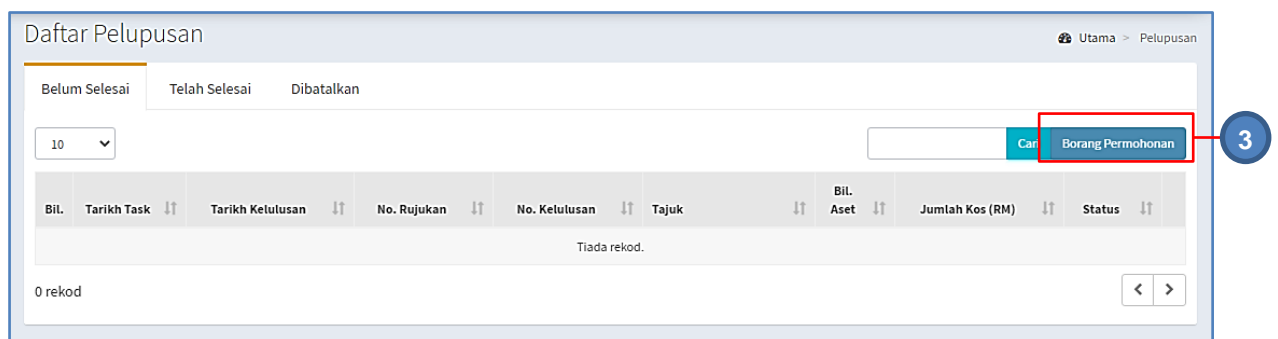 Daftar Pelupusan
Utama > Pelupusan
Belum Selesai Telah Selesai Dibatalkan
10 Car Borang Permohonan 3
Bil. Tarikh Task Tarikh Kelulusan No. Rujukan No. Kelulusan Tajuk Bil. Aset Jumlah Kos (RM) Status
Tiada rekod.
0 rekod